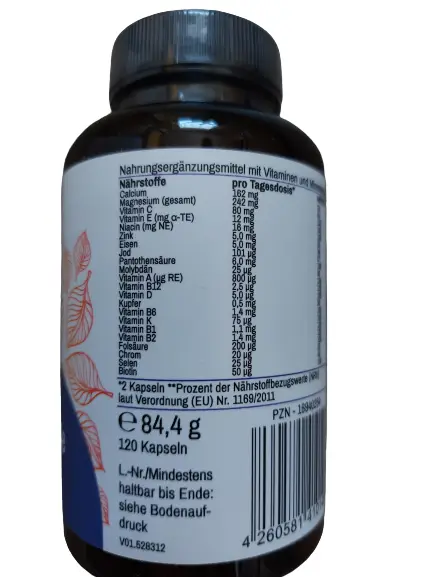 Nahrungsergänzungsmittel mit Vitaminen und
Nährstoffe pro Tagesdosis*
Calcium 162 mg
Magnesium (gesamt) 242 mg
Vitamin C 80 mg
Vitamin E (mg α-TE) 12 mg
Niacin (mg NE) 16 mg
Zink 5,0 mg
Eisen 5,0 mg
Jod 101 µg
Pantothensäure 6,0 mg
Molybdän 25 µg
Vitamin A (µg RE) 800 µg
Vitamin B12 2,5 µg
Vitamin D 5,0 µg
Kupfer 0,5 mg
Vitamin B6 1,4 mg
Vitamin K 75 µg
Vitamin B1 1,1 mg
Vitamin B2 1,4 mg
Folsäure 200 µg
Chrom 20 µg
Selen 25 µg
Biotin 50 µg
*2 Kapseln **Prozent der Nährstoffbezugswerte (NRV)
laut Verordnung (EU) Nr. 1169/2011
PZN -
℮ 84,4 g
120 Kapseln
L.-Nr./Mindestens
haltbar bis Ende:
siehe Bodenauf-
druck
V01.528312
4 260581